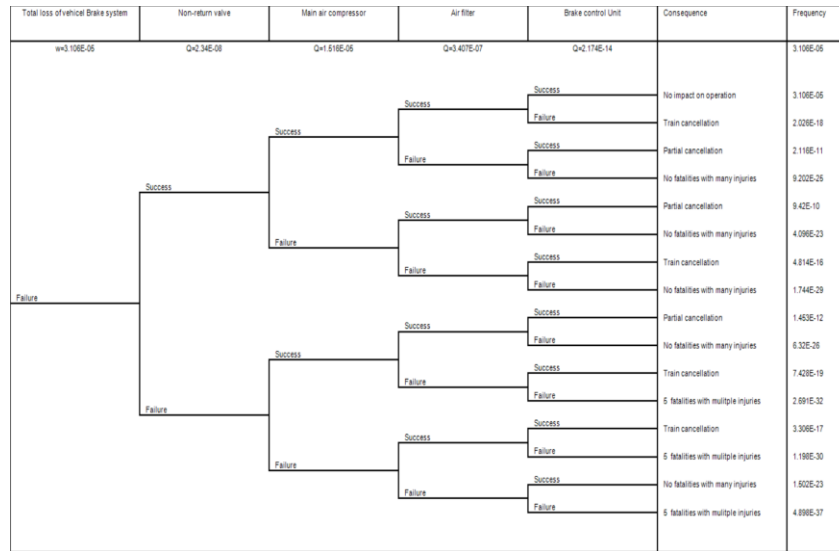 Total loss of vehicel Brake system Non-return valve Main air compressor Air filter Brake control Unit Consequence Frequency
w=3.106E-05 Q=2.34E-08 Q=1.516E-05 Q=3.407E-07 Q=2.174E-14 3.106E-05
Success No impact on operation 3.106E-05
Success
Failure Train cancellation 2.026E-18
Success
Success Partial cancellation 2.116E-11
Failure
Failure No fatalities with many injuries 9.202E-25
Success
Success Partial cancellation 9.42E-10
Success
Failure No fatalities with many injuries 4.096E-23
Failure
Success Train cancellation 4.814E-16
Failure
Failure No fatalities with many injuries 1.744E-29
Failure
Success Partial cancellation 1.453E-12
Success
Failure No fatalities with many injuries 6.32E-26
Success
Success Train cancellation 7.428E-19
Failure
Failure 5 fatalities with mulitple injuries 2.691E-32
Failure
Success Train cancellation 3.306E-17
Success
Failure 5 fatalities with mulitple injuries 1.198E-30
Failure
Success No fatalities with many injuries 1.502E-23
Failure
Failure 5 fatalities with mulitple injuries 4.898E-37